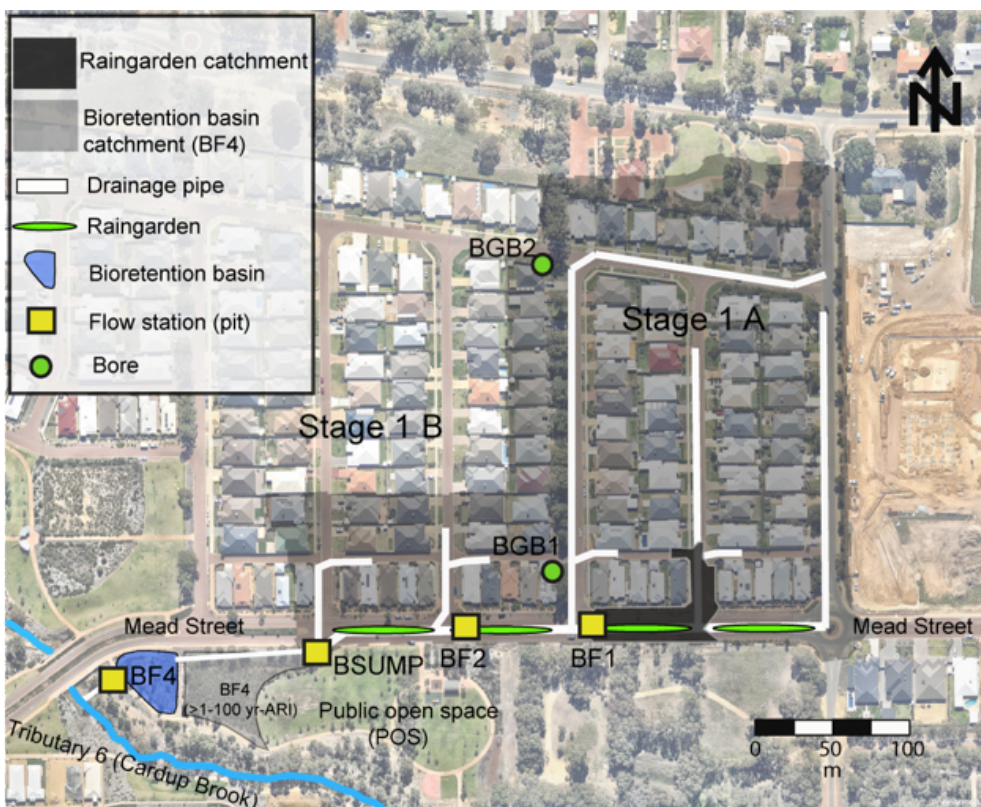 Raingarden catchment
Bioretention basin
catchment (BF4)
Drainage pipe
Raingarden
Bioretention basin
Flow station (pit)
Bore
N
BGB2
Stage 1 A
Stage 1 B
BGB1
Mead Street
Mead Street
BSUMP
BF2
BF1
BF4
BF4
(>1-100 yr-ARI)
Public open space
(POS)
Tributary 6 (Cardup Brook)
0 50 100
m